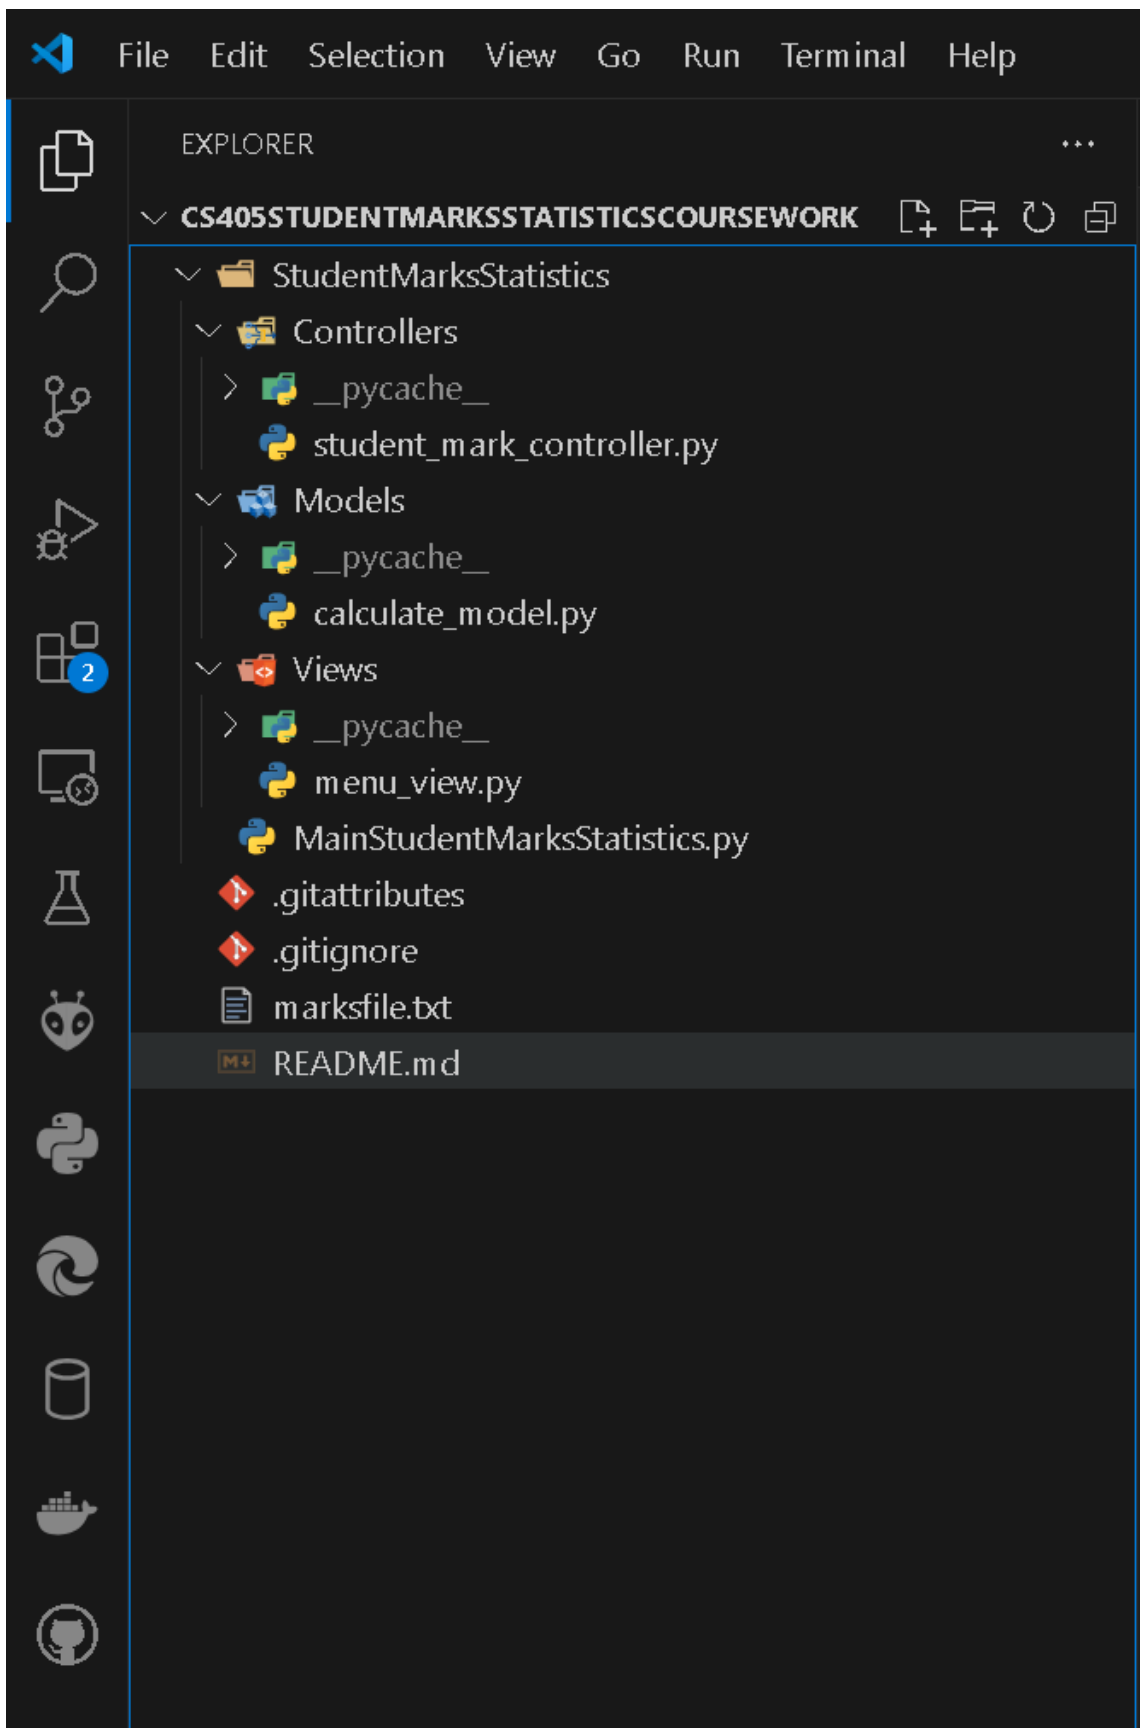 File Edit Selection View Go Run Terminal Help
EXPLORER
CS405STUDENTMARKSSTATISTICSCOURSEWORK
StudentMarksStatistics
Controllers
__pycache__
student_mark_controller.py
Models
__pycache__
calculate_model.py
2
Views
__pycache__
menu_view.py
MainStudentMarksStatistics.py
.gitattributes
.gitignore
marksfile.txt
M README.md